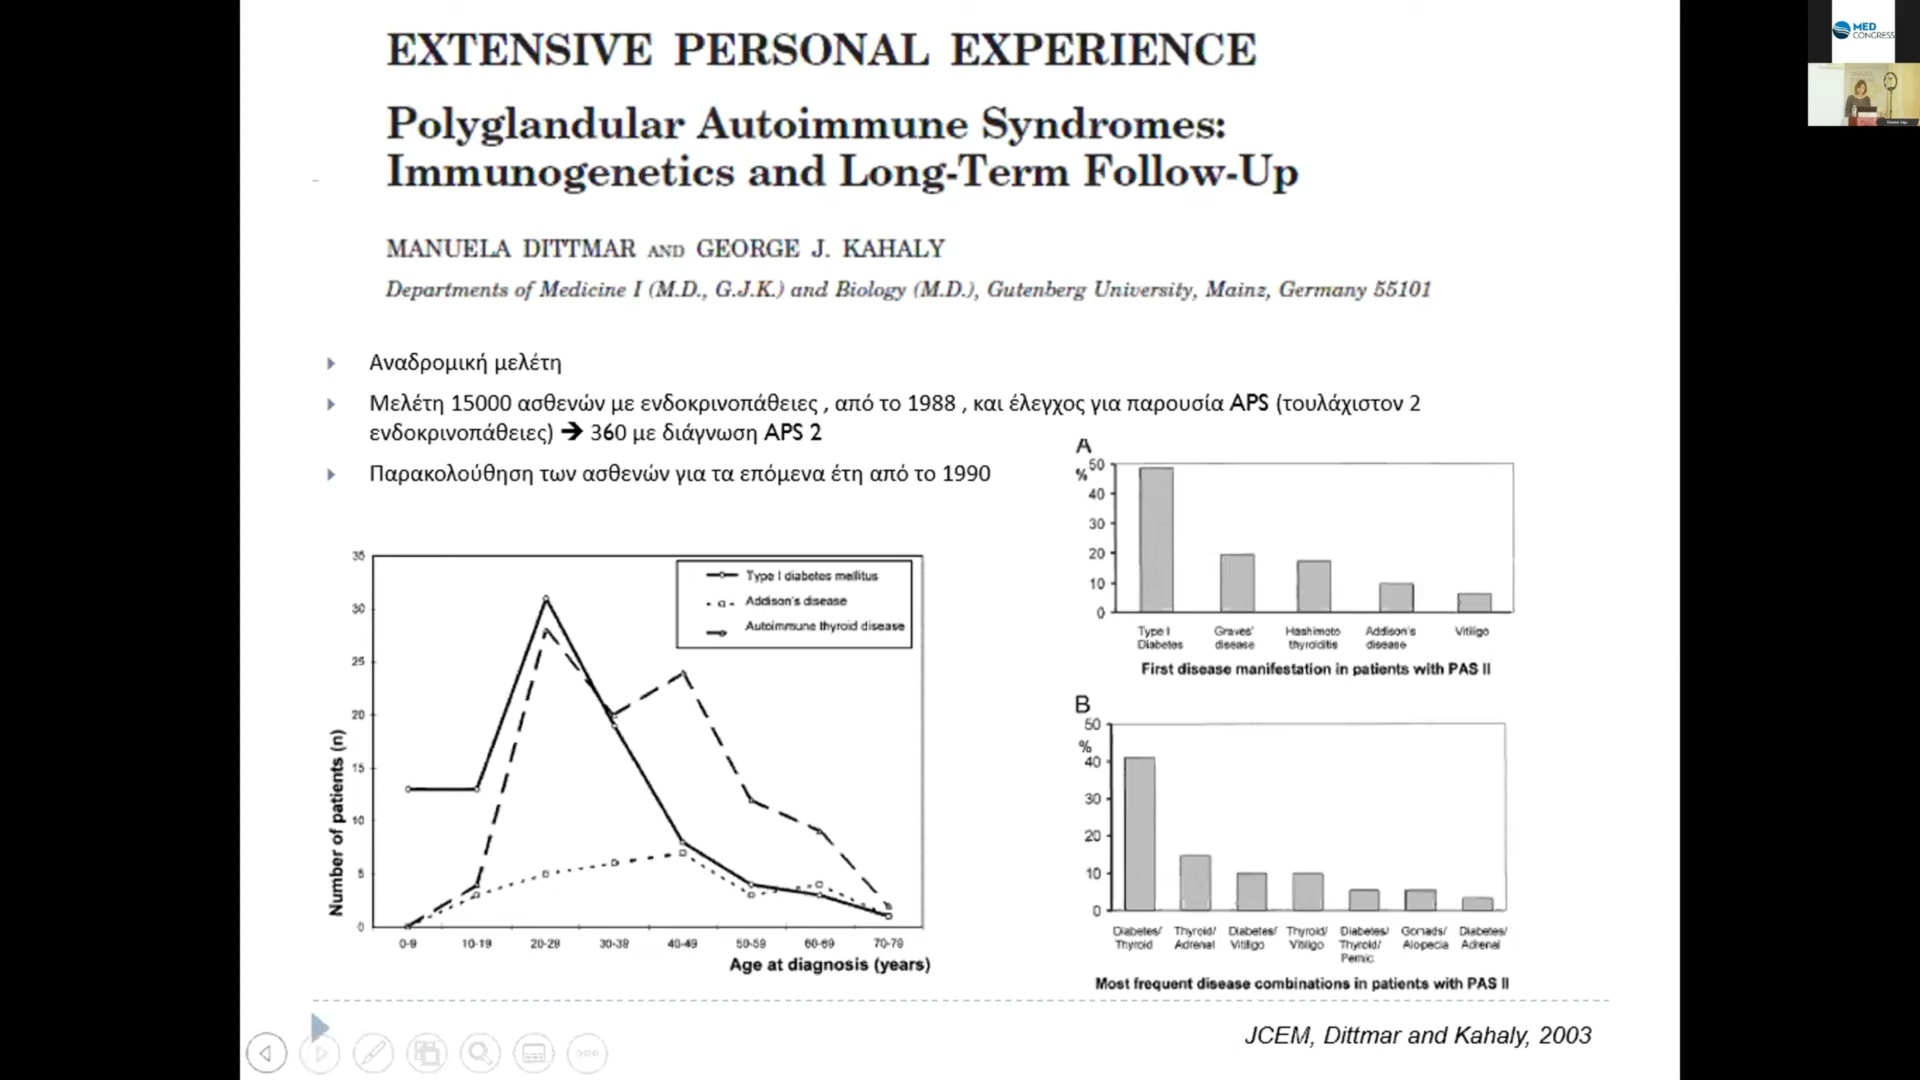 MED
CONGRESS
EXTENSIVE PERSONAL EXPERIENCE
Polyglandular Autoimmune Syndromes:
Immunogenetics and Long-Term Follow-Up
MANUELA DITTMAR AND GEORGE J. KAHALY
Departments of Medicine I (M.D., G.J.K.) and Biology (M.D.), Gutenberg University, Mainz, Germany 55101
Αναδρομική μελέτη
Μελέτη 15000 ασθενών με ενδοκρινοπάθειες , από το 1988 , και έλεγχος για παρουσία APS (τουλάχιστον 2
ενδοκρινοπάθειες) ➔ 360 με διάγνωση APS 2
Παρακολούθηση των ασθενών για τα επόμενα έτη από το 1990
35
30
25
20
15
10
5
0
Number of patients (n)
Type I diabetes mellitus
Addison's disease
Autoimmune thyroid disease
0-9 10-19 20-29 30-39 40-49 50-59 60-69 70-79
Age at diagnosis (years)
A
%
50
40
30
20
10
0
Type I Graves' Hashimoto Addison's Vitiligo
Diabetes disease thyroiditis disease
First disease manifestation in patients with PAS II
B
50
%
40
30
20
10
0
Diabetes/ Thyroid/ Diabetes/ Thyroid/ Diabetes/ Gonads/ Diabetes/
Thyroid Adrenal Vitiligo Vitiligo Thyroid/ Alopecia Adrenal
Pernic.
Most frequent disease combinations in patients with PAS II
JCEM, Dittmar and Kahaly, 2003